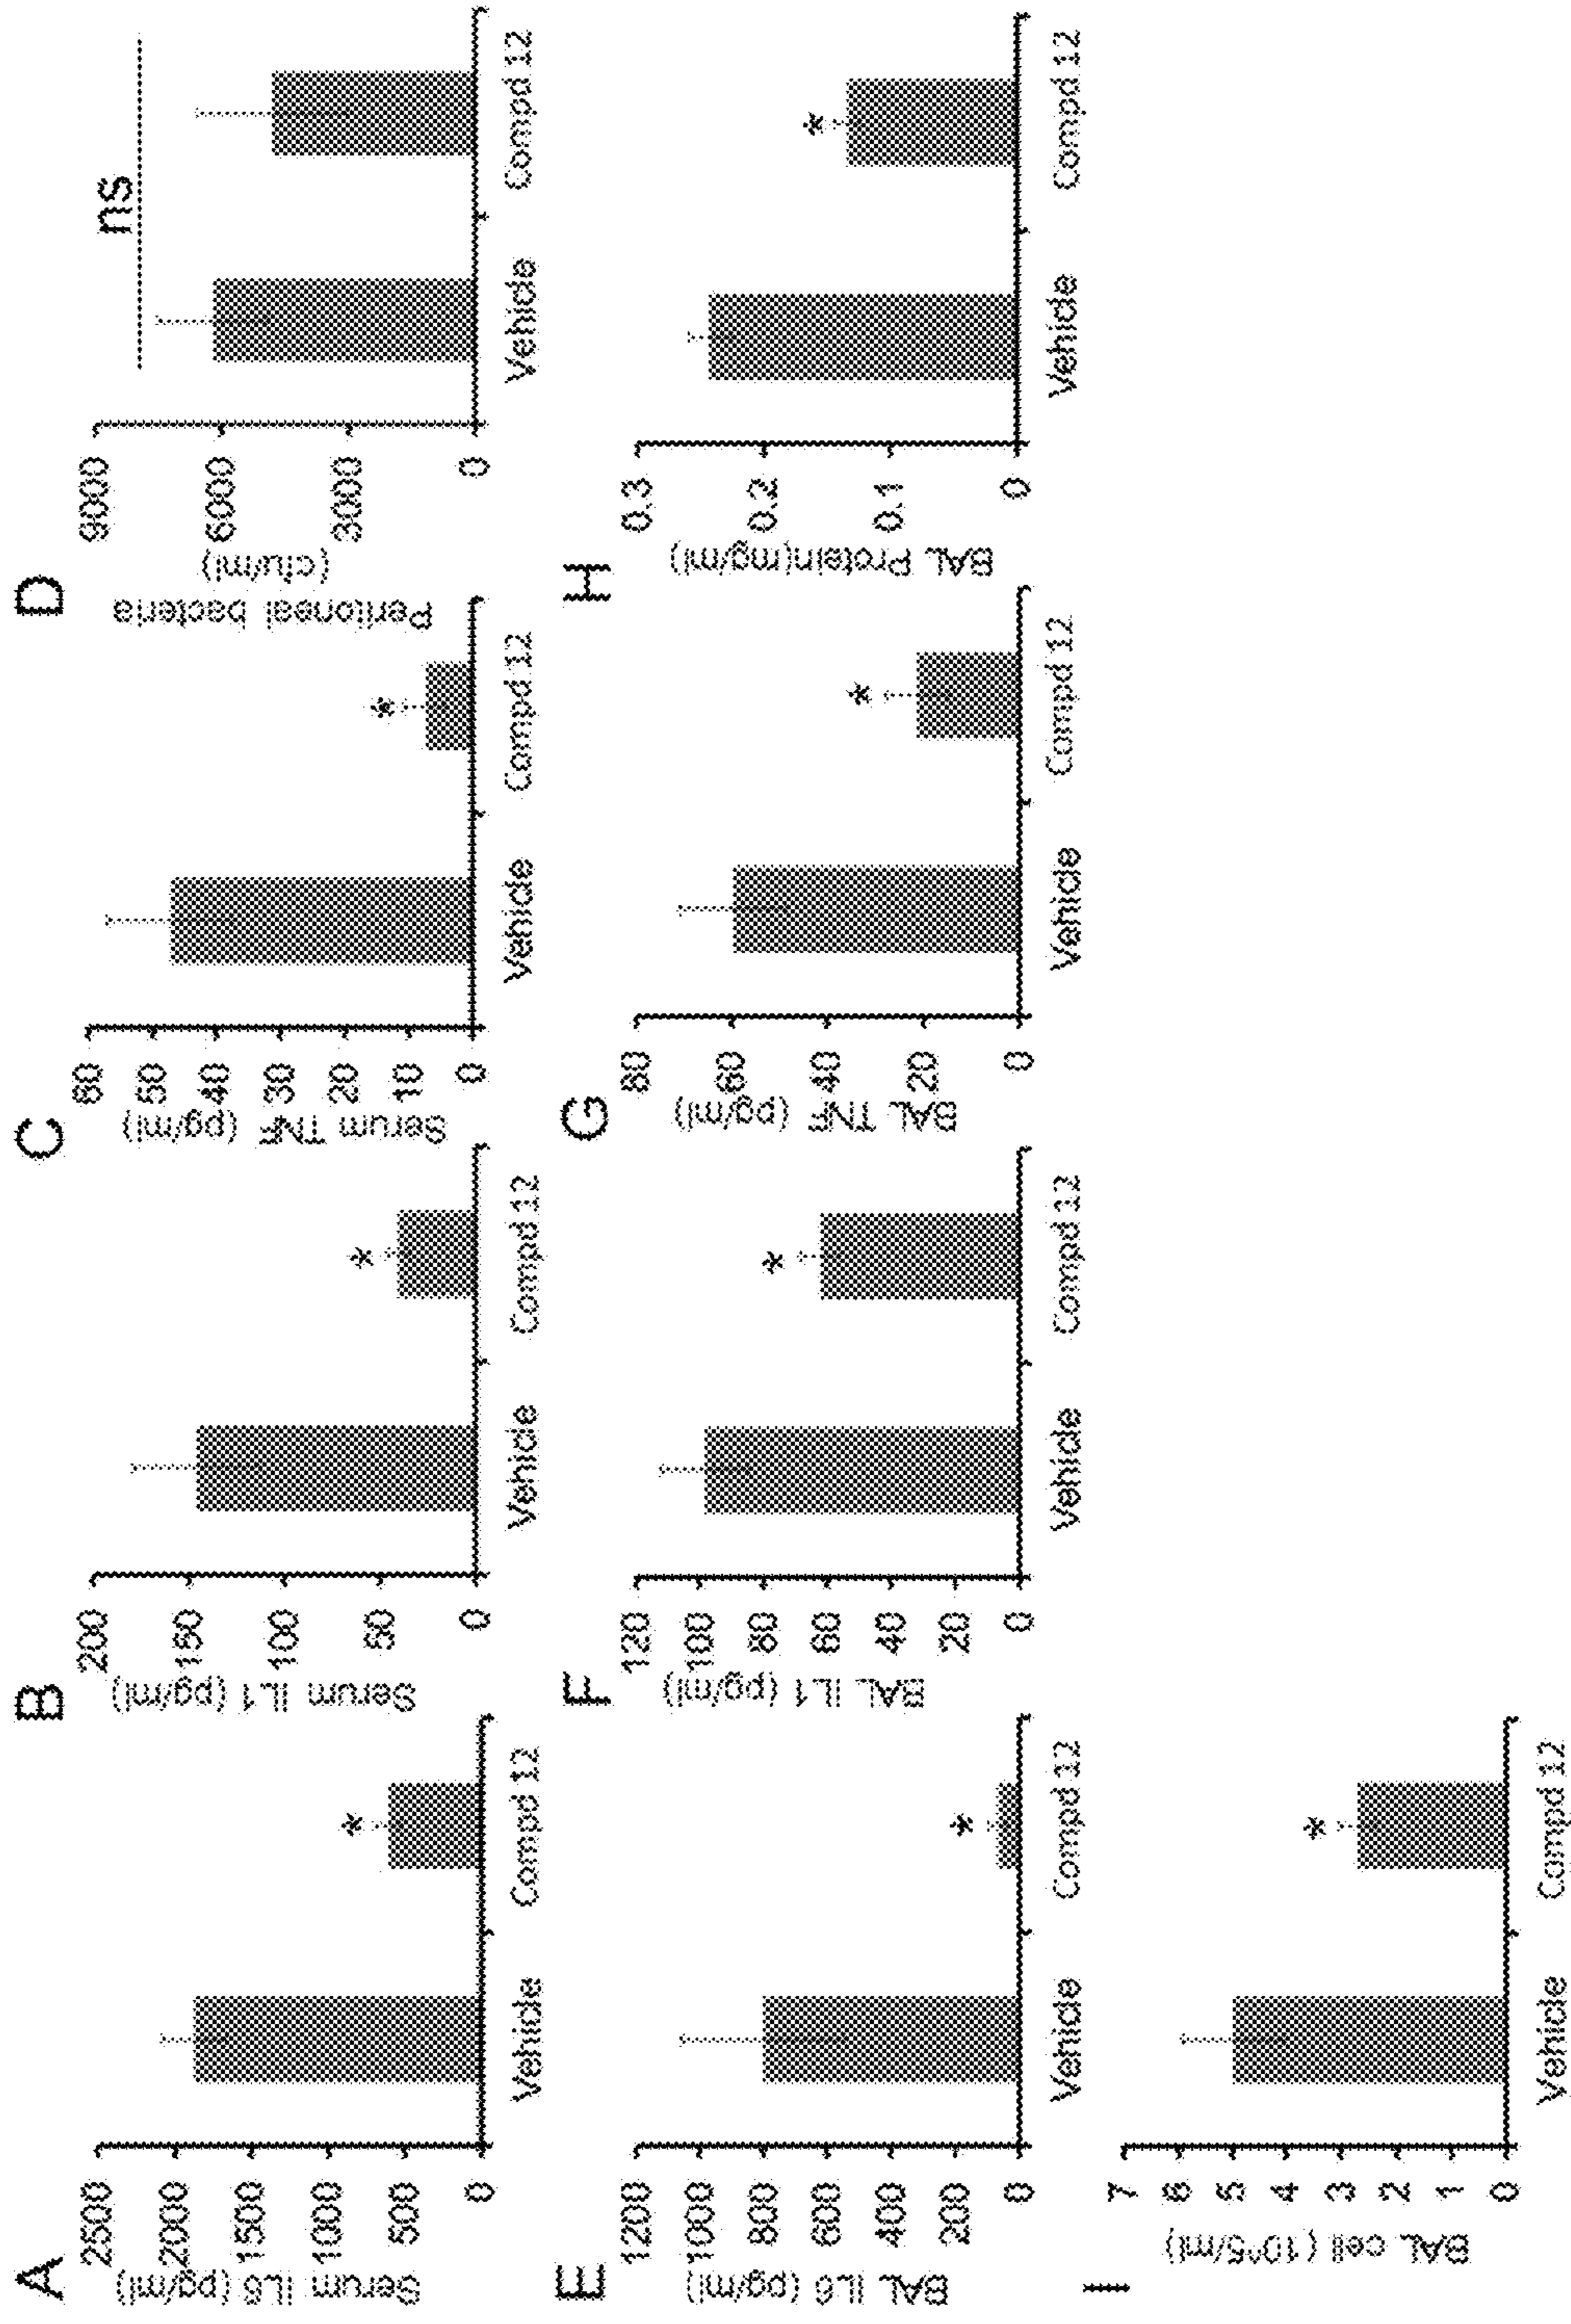 A
Serum iL6 (pg/ml)
2500
2000
1500
1000
500
0
*
Vehicle
Compd 12
B
Serum iL1 (pg/ml)
200
150
100
50
0
*
Vehicle
Compd 12
C
Serum TNF (pg/ml)
60
50
40
30
20
10
0
*
Vehicle
Compd 12
D
Peritoneal bacteria
(cfu/ml)
9000
6000
3000
0
ns
Vehicle
Compd 12
E
BAL iL6 (pg/ml)
1200
1000
800
600
400
200
0
*
Vehicle
Compd 12
F
BAL iL1 (pg/ml)
120
100
80
60
40
20
0
*
Vehicle
Compd 12
G
BAL TNF (pg/ml)
80
60
40
20
0
*
Vehicle
Compd 12
H
BAL Protein(mg/ml)
0.3
0.2
0.1
0
*
Vehicle
Compd 12
I
BAL cell (10^5/ml)
7
6
5
4
3
2
1
0
*
Vehicle
Compd 12